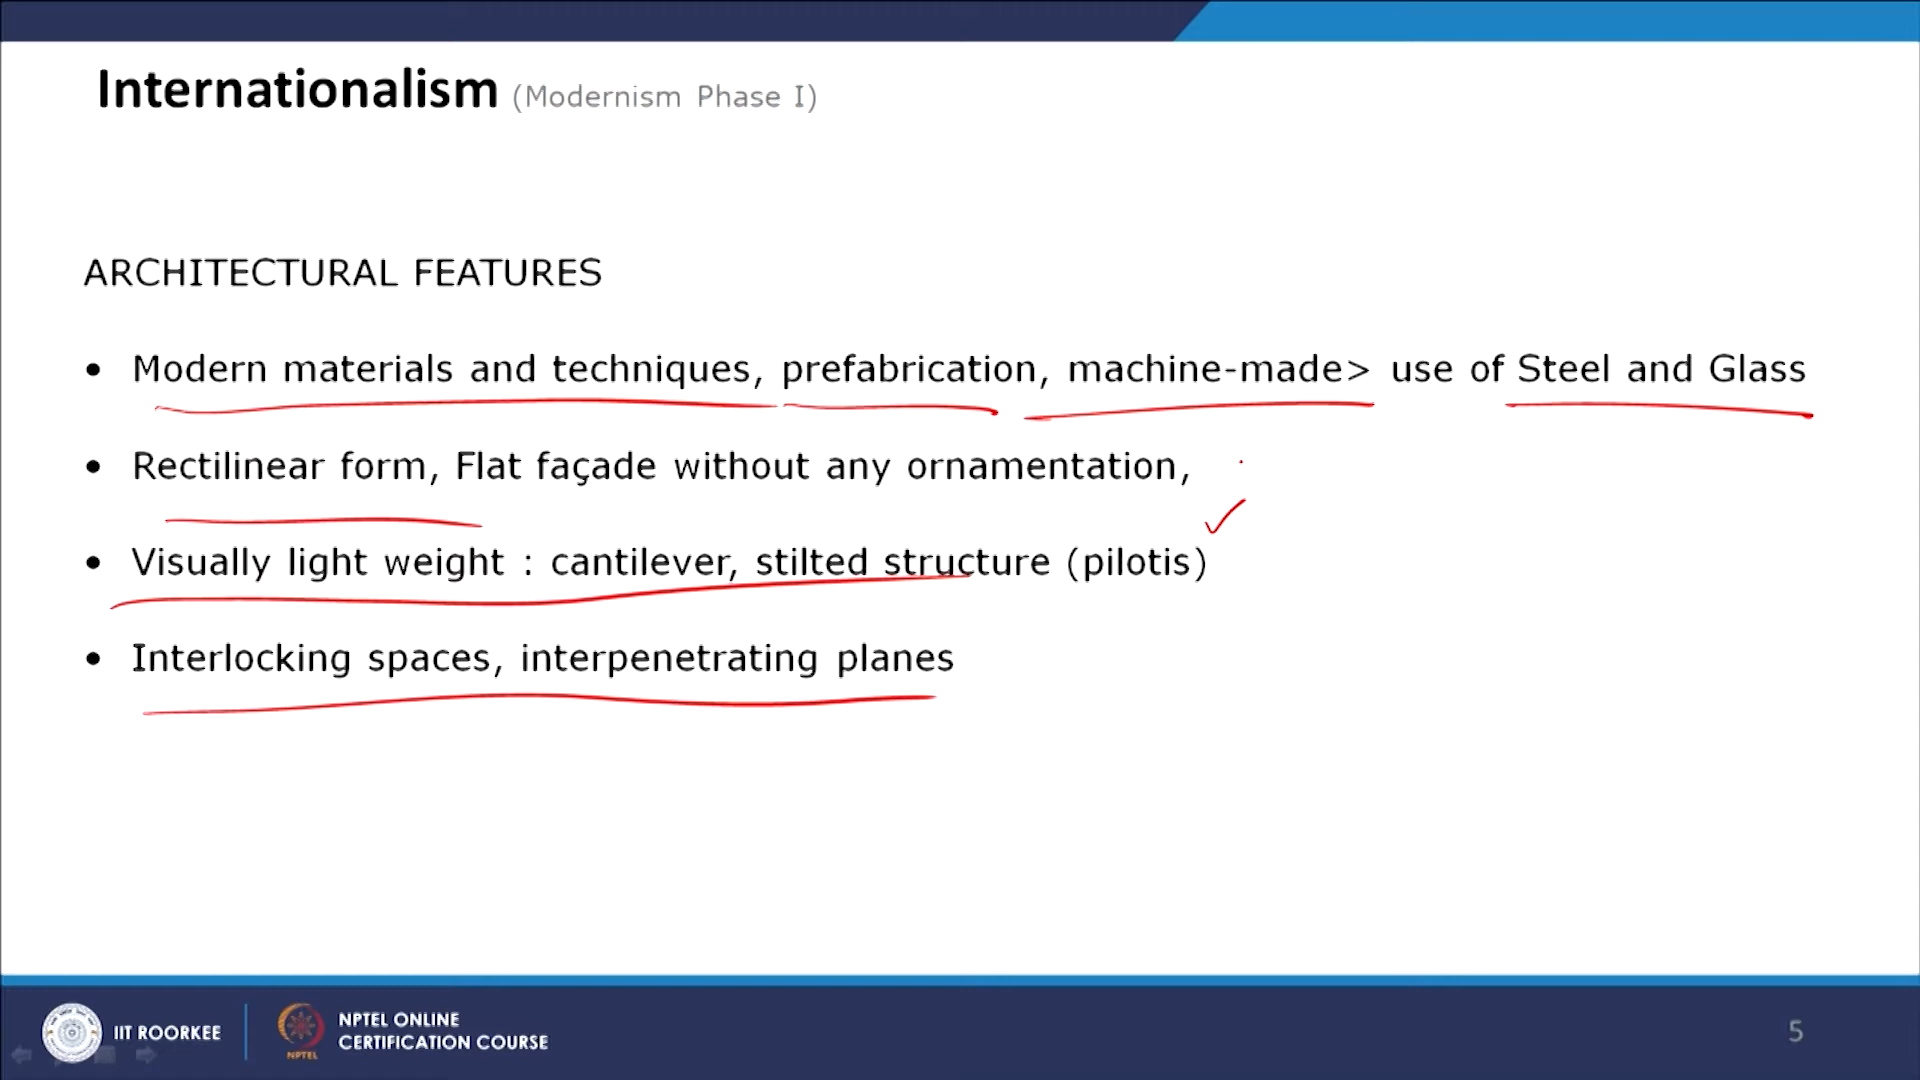 Internationalism (Modernism Phase I)
ARCHITECTURAL FEATURES
• Modern materials and techniques, prefabrication, machine-made> use of Steel and Glass
• Rectilinear form, Flat façade without any ornamentation,
• Visually light weight : cantilever, stilted structure (pilotis)
• Interlocking spaces, interpenetrating planes
IIT ROORKEE
NPTEL
NPTEL ONLINE
CERTIFICATION COURSE
5